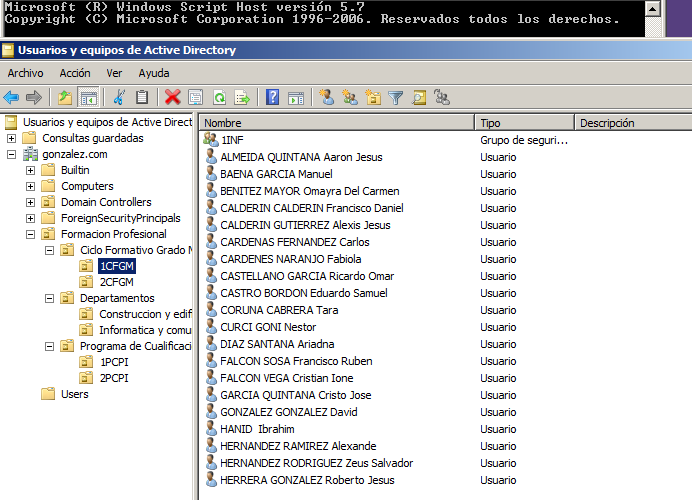 Microsoft (R) Windows Script Host versión 5.7
Copyright (C) Microsoft Corporation 1996-2006. Reservados todos los derechos.
Usuarios y equipos de Active Directory
Archivo Acción Ver Ayuda
Usuarios y equipos de Active Direct
Consultas guardadas
gonzalez.com
Builtin
Computers
Domain Controllers
ForeignSecurityPrincipals
Formacion Profesional
Ciclo Formativo Grado M
1CFGM
2CFGM
Departamentos
Construccion y edifi
Informatica y comu
Programa de Cualificaci
1PCPI
2PCPI
Users
Nombre Tipo Descripción
1INF Grupo de seguri...
ALMEIDA QUINTANA Aaron Jesus Usuario
BAENA GARCIA Manuel Usuario
BENITEZ MAYOR Omayra Del Carmen Usuario
CALDERIN CALDERIN Francisco Daniel Usuario
CALDERIN GUTIERREZ Alexis Jesus Usuario
CARDENAS FERNANDEZ Carlos Usuario
CARDENES NARANJO Fabiola Usuario
CASTELLANO GARCIA Ricardo Omar Usuario
CASTRO BORDON Eduardo Samuel Usuario
CORUNA CABRERA Tara Usuario
CURCI GONI Nestor Usuario
DIAZ SANTANA Ariadna Usuario
FALCON SOSA Francisco Ruben Usuario
FALCON VEGA Cristian Ione Usuario
GARCIA QUINTANA Cristo Jose Usuario
GONZALEZ GONZALEZ David Usuario
HANID Ibrahim Usuario
HERNANDEZ RAMIREZ Alexande Usuario
HERNANDEZ RODRIGUEZ Zeus Salvador Usuario
HERRERA GONZALEZ Roberto Jesus Usuario